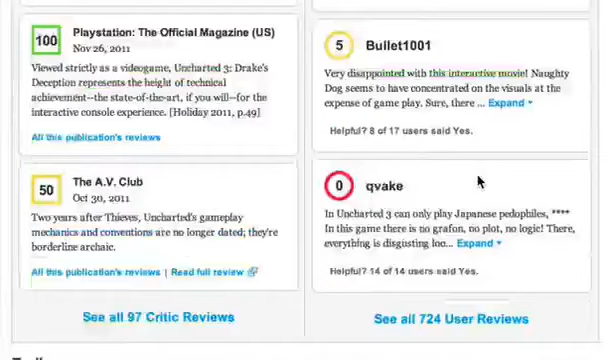 100
Playstation: The Official Magazine (US)
Nov 26, 2011
Viewed strictly as a videogame, Uncharted 3: Drake's
Deception represents the height of technical
achievement--the state-of-the-art, if you will--for the
interactive console experience. [Holiday 2011, p.49]
All this publication's reviews
50
The A.V. Club
Oct 30, 2011
Two years after Thieves, Uncharted's gameplay
mechanics and conventions are no longer dated; they're
borderline archaic.
All this publication's reviews | Read full review
See all 97 Critic Reviews
5
Bullet1001
Very disappointed with this interactive movie! Naughty
Dog seems to have concentrated on the visuals at the
expense of game play. Sure, there ... Expand
Helpful? 8 of 17 users said Yes.
0
qvake
In Uncharted 3 can only play Japanese pedophiles, ****
In this game there is no grafon, no plot, no logic! There,
everything is disgusting loo... Expand
Helpful? 14 of 14 users said Yes.
See all 724 User Reviews